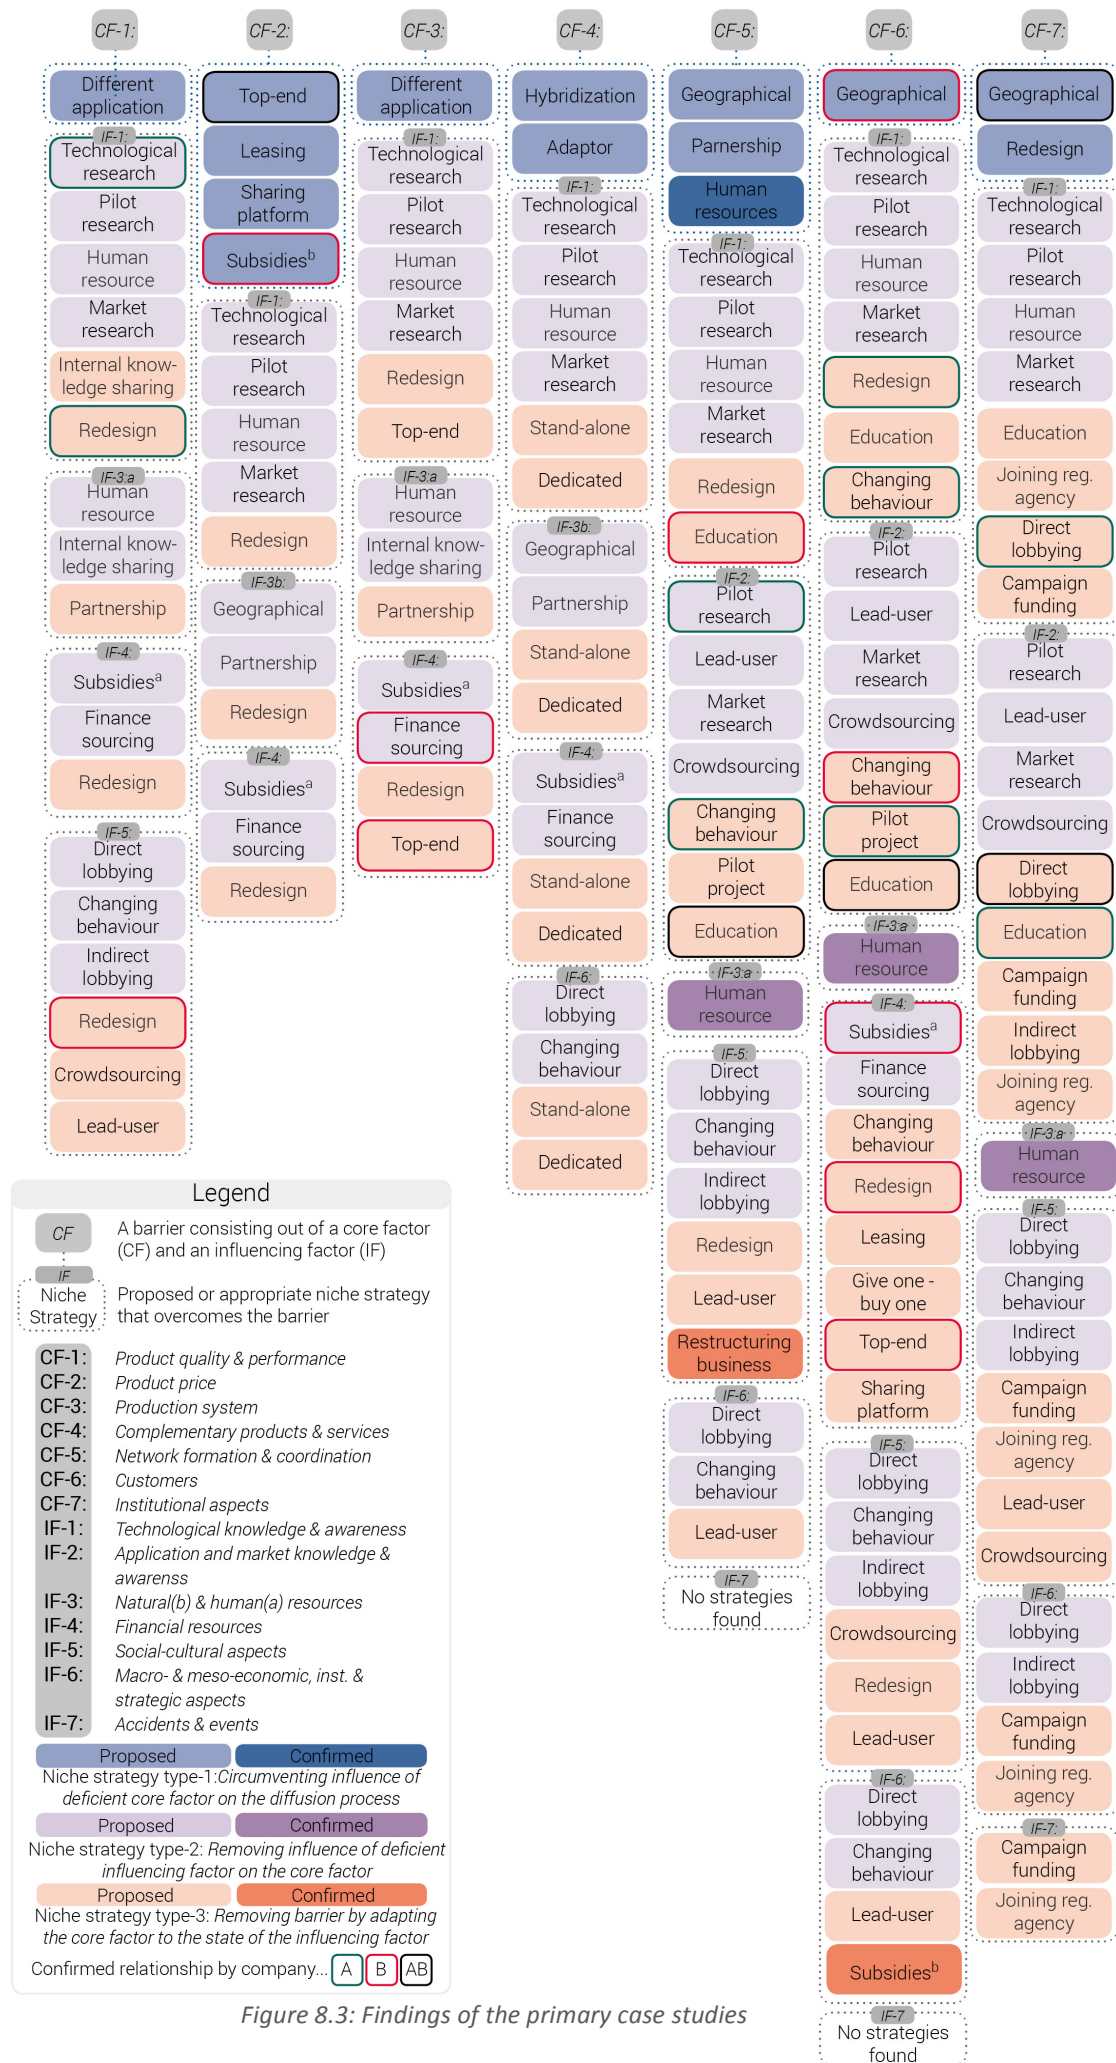 CF-1:
Different
application
IF-1:
Technological
research
Pilot
research
Human
resource
Market
research
Internal know-
ledge sharing
Redesign
IF-3:a
Human
resource
Internal know-
ledge sharing
Partnership
IF-4:
Subsidiesª
Finance
sourcing
Redesign
IF-5:
Direct
lobbying
Changing
behaviour
Indirect
lobbying
Redesign
Crowdsourcing
Lead-user
CF-2:
Top-end
Leasing
Sharing
platform
Subsidiesᵇ
IF-1:
Technological
research
Pilot
research
Human
resource
Market
research
Redesign
IF-3b:
Geographical
Partnership
Redesign
IF-4:
Subsidiesª
Finance
sourcing
Redesign
CF-3:
Different
application
IF-1:
Technological
research
Pilot
research
Human
resource
Market
research
Redesign
Top-end
IF-3:a
Human
resource
Internal know-
ledge sharing
Partnership
IF-4:
Subsidiesª
Finance
sourcing
Redesign
Top-end
CF-4:
Hybridization
Adaptor
IF-1:
Technological
research
Pilot
research
Human
resource
Market
research
Stand-alone
Dedicated
IF-3b:
Geographical
Partnership
Stand-alone
Dedicated
IF-4:
Subsidiesª
Finance
sourcing
Stand-alone
Dedicated
IF-6:
Direct
lobbying
Changing
behaviour
Stand-alone
Dedicated
CF-5:
Geographical
Parnership
Human
resources
IF-1:
Technological
research
Pilot
research
Human
resource
Market
research
Redesign
Education
IF-2:
Pilot
research
Lead-user
Market
research
Crowdsourcing
Changing
behaviour
Pilot
project
Education
IF-3:a
Human
resource
IF-5:
Direct
lobbying
Changing
behaviour
Indirect
lobbying
Redesign
Lead-user
Restructuring
business
IF-6:
Direct
lobbying
Changing
behaviour
Lead-user
IF-7
No strategies
found
CF-6:
Geographical
IF-1:
Technological
research
Pilot
research
Human
resource
Market
research
Redesign
Education
Changing
behaviour
IF-2:
Pilot
research
Lead-user
Market
research
Crowdsourcing
Changing
behaviour
Pilot
project
Education
IF-3:a
Human
resource
IF-4:
Subsidiesª
Finance
sourcing
Changing
behaviour
Redesign
Leasing
Give one -
buy one
Top-end
Sharing
platform
IF-5:
Direct
lobbying
Changing
behaviour
Indirect
lobbying
Crowdsourcing
Redesign
Lead-user
IF-6:
Direct
lobbying
Changing
behaviour
Lead-user
Subsidiesᵇ
IF-7
No strategies
found
CF-7:
Geographical
Redesign
IF-1:
Technological
research
Pilot
research
Human
resource
Market
research
Education
Joining reg.
agency
Direct
lobbying
Campaign
funding
IF-2:
Pilot
research
Lead-user
Market
research
Crowdsourcing
Direct
lobbying
Education
Campaign
funding
Indirect
lobbying
Joining reg.
agency
IF-3:a
Human
resource
IF-5:
Direct
lobbying
Changing
behaviour
Indirect
lobbying
Campaign
funding
Joining reg.
agency
Lead-user
Crowdsourcing
IF-6:
Direct
lobbying
Indirect
lobbying
Campaign
funding
Joining reg.
agency
IF-7:
Campaign
funding
Joining reg.
agency
Legend
CF
A barrier consisting out of a core factor
(CF) and an influencing factor (IF)
IF
Niche
Strategy
Proposed or appropriate niche strategy
that overcomes the barrier
CF-1: Product quality & performance
CF-2: Product price
CF-3: Production system
CF-4: Complementary products & services
CF-5: Network formation & coordination
CF-6: Customers
CF-7: Institutional aspects
IF-1: Technological knowledge & awareness
IF-2: Application and market knowledge &
awarenss
IF-3: Natural(b) & human(a) resources
IF-4: Financial resources
IF-5: Social-cultural aspects
IF-6: Macro- & meso-economic, inst. &
strategic aspects
IF-7: Accidents & events
Proposed Confirmed
Niche strategy type-1:Circumventing influence of
deficient core factor on the diffusion process
Proposed Confirmed
Niche strategy type-2: Removing influence of deficient
influencing factor on the core factor
Proposed Confirmed
Niche strategy type-3: Removing barrier by adapting
the core factor to the state of the influencing factor
Confirmed relationship by company... A B AB
Figure 8.3: Findings of the primary case studies